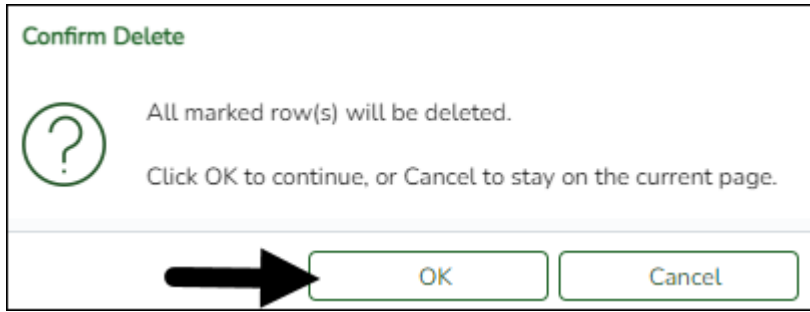 Confirm Delete
All marked row(s) will be deleted.
Click OK to continue, or Cancel to stay on the current page.
OK
Cancel